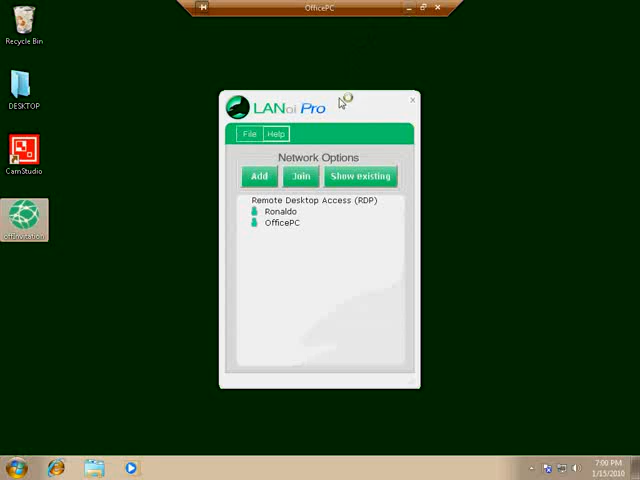 OfficePC
Recycle Bin
DESKTOP
CamStudio
LANoi Pro
File Help
Network Options
Add Join Show existing
Remote Desktop Access (RDP)
Ronaldo
OfficePC
7:00 PM
1/15/2010